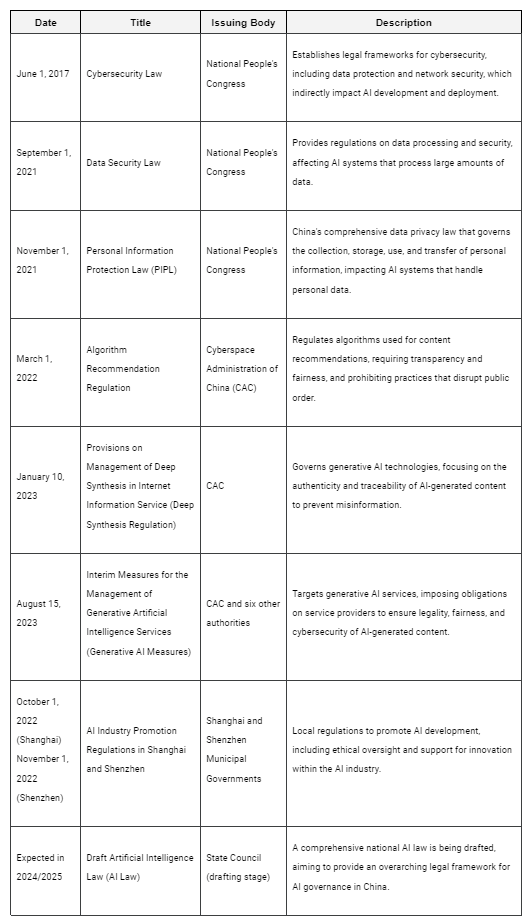 Date Title Issuing Body Description
June 1, 2017
Cybersecurity Law
National People's
Congress
Establishes legal frameworks for cybersecurity,
including data protection and network security, which
indirectly impact AI development and deployment.
September 1,
2021
Data Security Law
National People's
Congress
Provides regulations on data processing and security,
affecting AI systems that process large amounts of
data.
November 1,
2021
Personal Information
Protection Law (PIPL)
National People's
Congress
China's comprehensive data privacy law that governs
the collection, storage, use, and transfer of personal
information, impacting AI systems that handle
personal data.
March 1,
2022
Algorithm
Recommendation
Regulation
Cyberspace
Administration of
China (CAC)
Regulates algorithms used for content
recommendations, requiring transparency and
fairness, and prohibiting practices that disrupt public
order.
January 10,
2023
Provisions on
Management of Deep
Synthesis in Internet
Information Service (Deep
Synthesis Regulation)
CAC
Governs generative AI technologies, focusing on the
authenticity and traceability of AI-generated content
to prevent misinformation.
August 15,
2023
Interim Measures for the
Management of
Generative Artificial
Intelligence Services
(Generative AI Measures)
CAC and six other
authorities
Targets generative AI services, imposing obligations
on service providers to ensure legality, fairness, and
cybersecurity of AI-generated content.
October 1,
2022
(Shanghai)
November 1,
2022
(Shenzhen)
AI Industry Promotion
Regulations in Shanghai
and Shenzhen
Shanghai and
Shenzhen
Municipal
Governments
Local regulations to promote AI development,
including ethical oversight and support for innovation
within the AI industry.
Expected in
2024/2025
Draft Artificial Intelligence
Law (AI Law)
State Council
(drafting stage)
A comprehensive national AI law is being drafted,
aiming to provide an overarching legal framework for
AI governance in China.